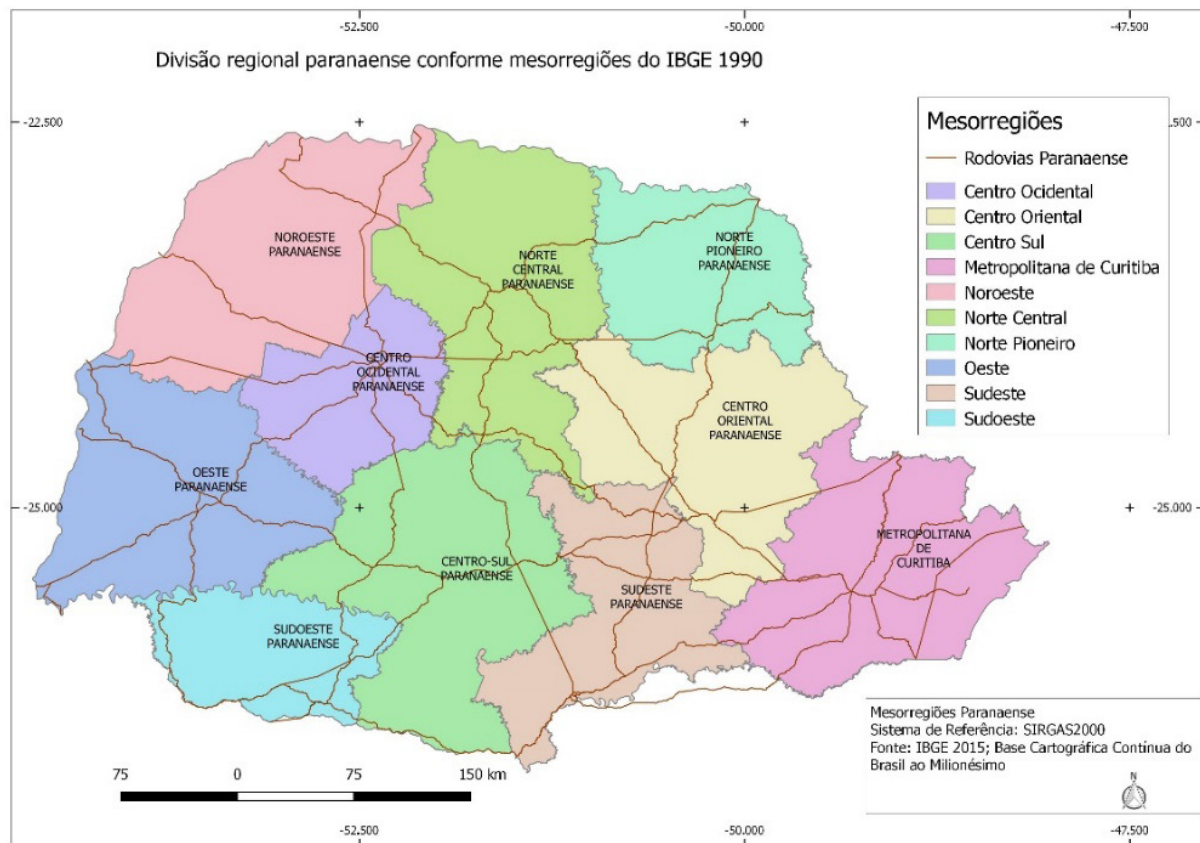 -52.500
-50.000
-47.500
Divisão regional paranaense conforme mesorregiões do IBGE 1990
-22.500
.500
Mesorregiões
Rodovias Paranaense
Centro Ocidental
Centro Oriental
Centro Sul
Metropolitana de Curitiba
Noroeste
Norte Central
Norte Pioneiro
Oeste
Sudeste
Sudoeste
NOROESTE
PARANAENSE
NORTE
CENTRAL
PARANAENSE
NORTE
PIONEIRO
PARANAENSE
CENTRO
OCIDENTAL
PARANAENSE
CENTRO
ORIENTAL
PARANAENSE
OESTE
PARANAENSE
-25.000
-25.000
METROPOLITANA
DE
CURITIBA
CENTRO-SUL
PARANAENSE
SUDESTE
PARANAENSE
SUDOESTE
PARANAENSE
Mesorregiões Paranaense
Sistema de Referência: SIRGAS2000
Fonte: IBGE 2015; Base Cartográfica Contínua do
Brasil ao Milionésimo
N
75 0 75 150 km
-52.500
-50.000
-47.500